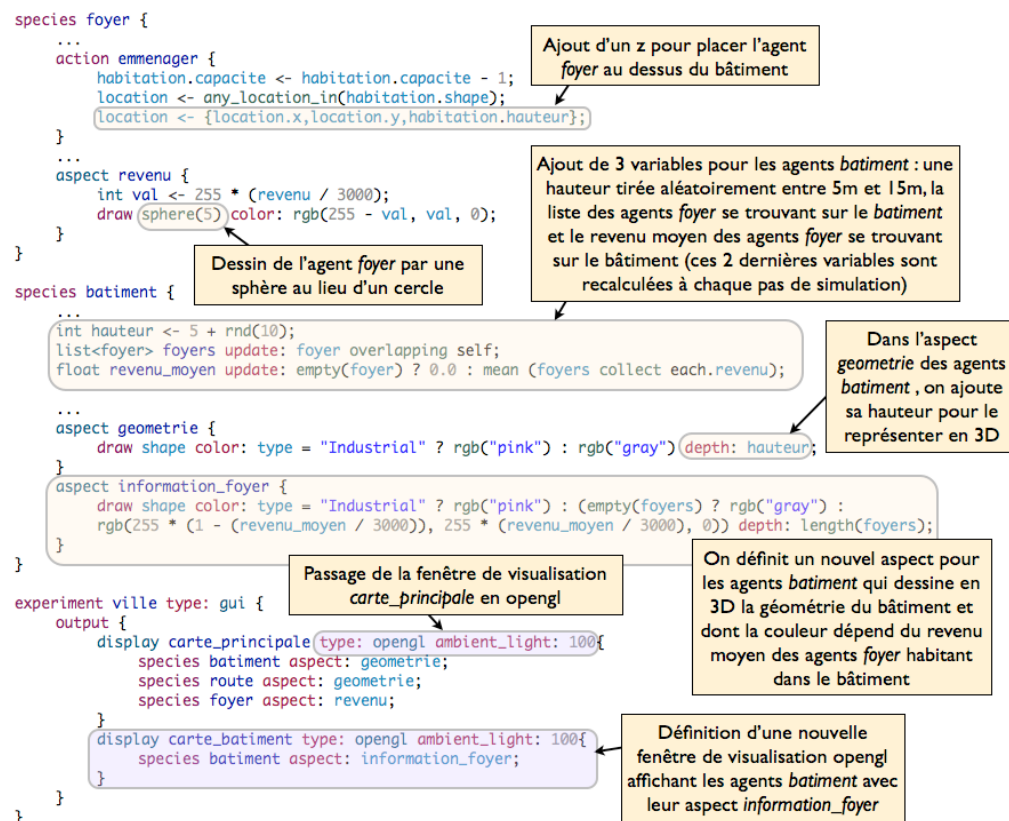 species foyer {
...
action emmenager {
habitation.capacite <- habitation.capacite - 1;
location <- any_location_in(habitation.shape);
location <- {location.x,location.y,habitation.hauteur};
}
...
aspect revenu {
int val <- 255 * (revenu / 3000);
draw sphere(5) color: rgb(255 - val, val, 0);
}
}
Ajout d'un z pour placer l'agent
foyer au dessus du bâtiment
Ajout de 3 variables pour les agents batiment : une
hauteur tirée aléatoirement entre 5m et 15m, la
liste des agents foyer se trouvant sur le batiment
et le revenu moyen des agents foyer se trouvant
sur le bâtiment (ces 2 dernières variables sont
recalculées à chaque pas de simulation)
Dessin de l'agent foyer par une
sphère au lieu d'un cercle
species batiment {
...
int hauteur <- 5 + rnd(10);
list<foyer> foyers update: foyer overlapping self;
float revenu_moyen update: empty(foyer) ? 0.0 : mean (foyers collect each.revenu);
...
aspect geometrie {
draw shape color: type = "Industrial" ? rgb("pink") : rgb("gray") depth: hauteur;
}
aspect information_foyer {
draw shape color: type = "Industrial" ? rgb("pink") : (empty(foyers) ? rgb("gray") :
rgb(255 * (1 - (revenu_moyen / 3000)), 255 * (revenu_moyen / 3000), 0)) depth: length(foyers);
}
}
Dans l'aspect
geometrie des agents
batiment , on ajoute
sa hauteur pour le
représenter en 3D
On définit un nouvel aspect pour
les agents batiment qui dessine en
3D la géométrie du bâtiment et
dont la couleur dépend du revenu
moyen des agents foyer habitant
dans le bâtiment
Passage de la fenêtre de visualisation
carte_principale en opengl
experiment ville type: gui {
output {
display carte_principale type: opengl ambient_light: 100{
species batiment aspect: geometrie;
species route aspect: geometrie;
species foyer aspect: revenu;
}
display carte_batiment type: opengl ambient_light: 100{
species batiment aspect: information_foyer;
}
}
}
Définition d'une nouvelle
fenêtre de visualisation opengl
affichant les agents batiment avec
leur aspect information_foyer